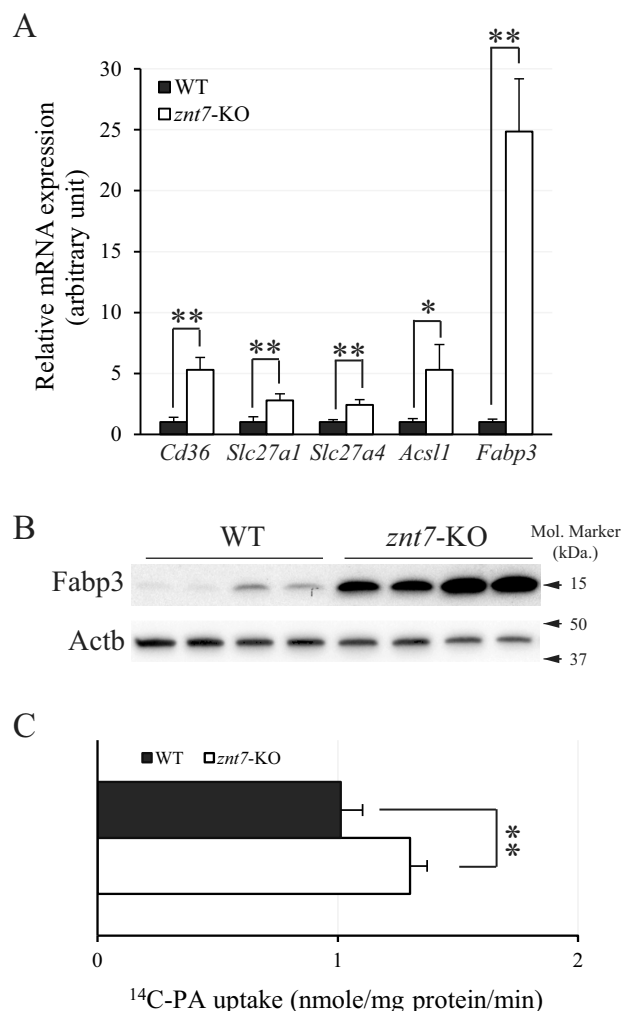 A
Relative mRNA expression
(arbitrary unit)
30
25
20
15
10
5
0
WT
znt7-KO
**
**
**
*
**
Cd36 Slc27a1 Slc27a4 Acsl1 Fabp3
B
WT znt7-KO Mol. Marker
(kDa.)
Fabp3 15
50
Actb
37
C
WT znt7-KO
**
0 1 2
¹⁴C-PA uptake (nmole/mg protein/min)